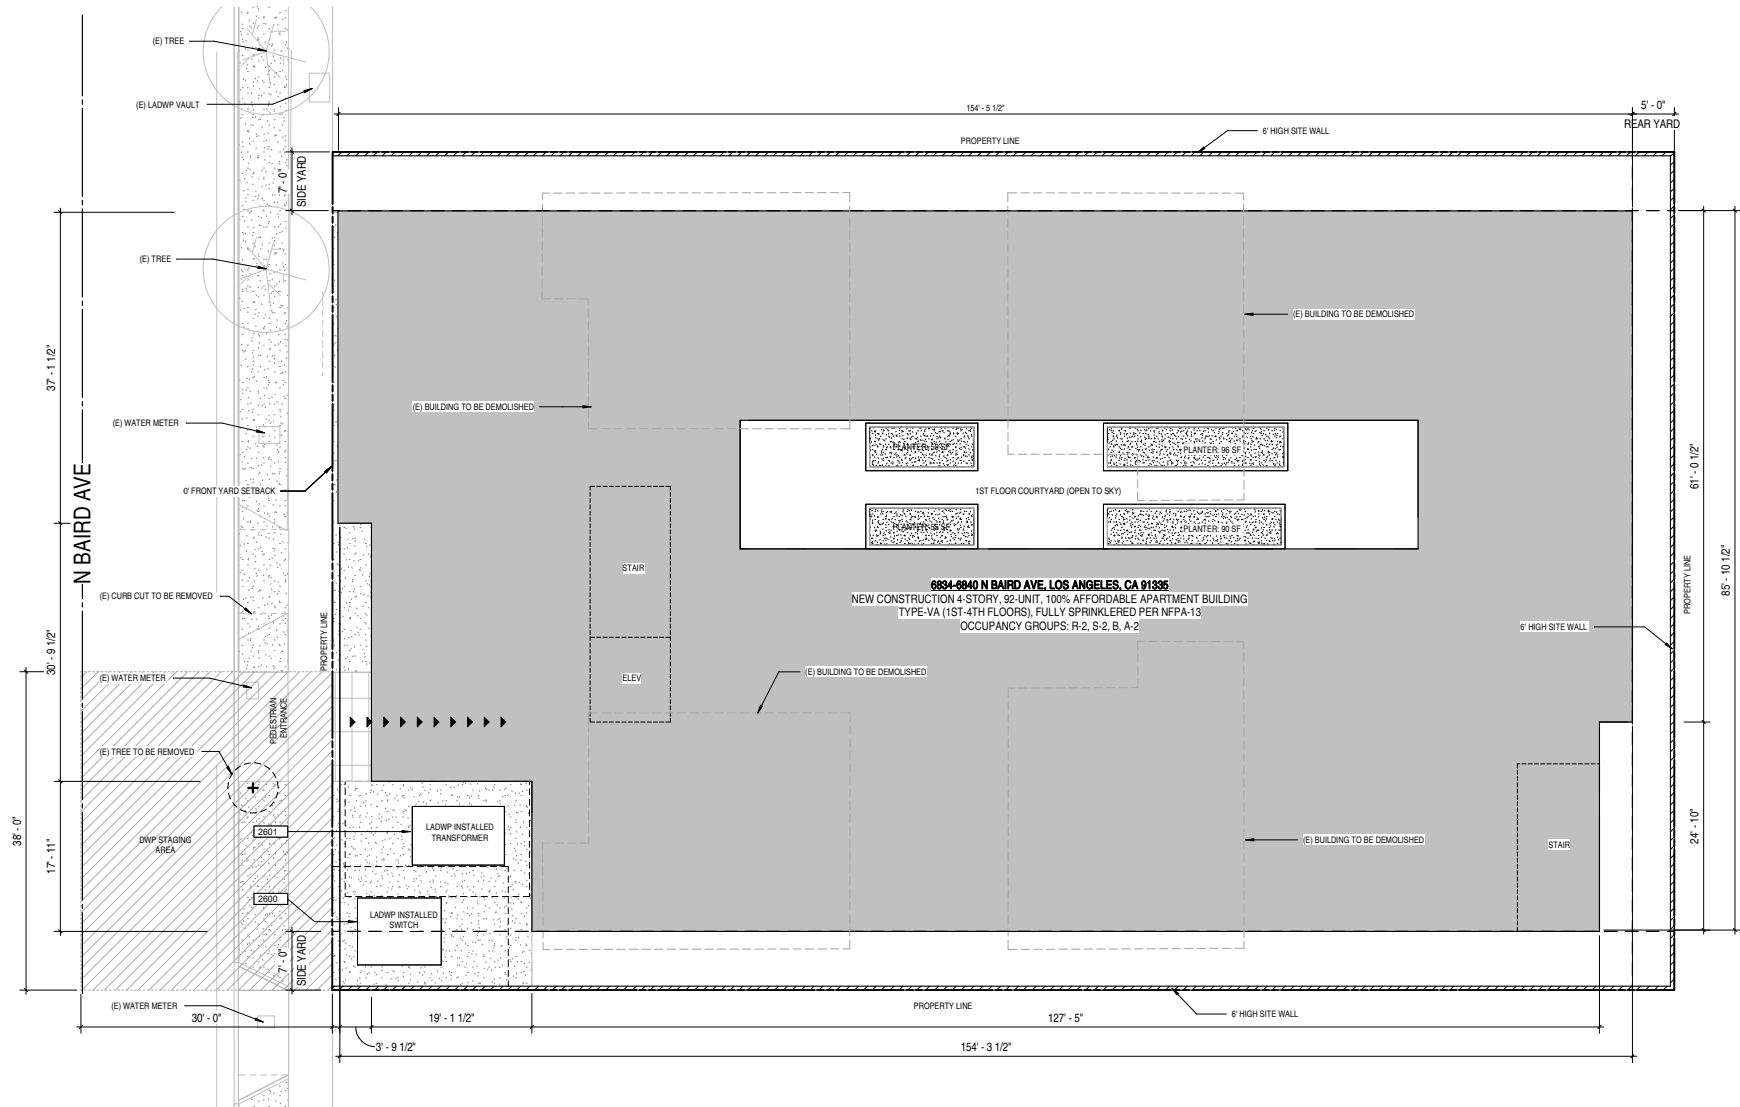 (E) TREE
(E) LADWP VAULT
154' - 5 1/2"
5' - 0"
REAR YARD
PROPERTY LINE
6' HIGH SITE WALL
7' - 0"
SIDE YARD
(E) TREE
(E) BUILDING TO BE DEMOLISHED
37' - 1 1/2"
(E) BUILDING TO BE DEMOLISHED
(E) WATER METER
PLANTER: 96 SF
N BAIRD AVE
0' FRONT YARD SETBACK
1ST FLOOR COURTYARD (OPEN TO SKY)
61' - 0 1/2"
PLANTER: 90 SF
STAIR
6834-6840 N BAIRD AVE, LOS ANGELES, CA 91335
NEW CONSTRUCTION 4-STORY, 92-UNIT, 100% AFFORDABLE APARTMENT BUILDING
TYPE-VA (1ST-4TH FLOORS), FULLY SPRINKLERED PER NFPA-13
OCCUPANCY GROUPS: R-2, S-2, B, A-2
PROPERTY LINE
85' - 10 1/2"
(E) CURB CUT TO BE REMOVED
6' HIGH SITE WALL
PROPERTY LINE
30' - 9 1/2"
(E) WATER METER
ELEV
(E) BUILDING TO BE DEMOLISHED
PEDESTRIAN
ENTRANCE
(E) TREE TO BE REMOVED
38' - 0"
17' - 11"
DWP STAGING
AREA
2601
LADWP INSTALLED
TRANSFORMER
(E) BUILDING TO BE DEMOLISHED
STAIR
24' - 10"
2600
LADWP INSTALLED
SWITCH
7' - 0"
SIDE YARD
(E) WATER METER
30' - 0"
19' - 1 1/2"
PROPERTY LINE
127' - 5"
6' HIGH SITE WALL
3' - 9 1/2"
154' - 3 1/2"